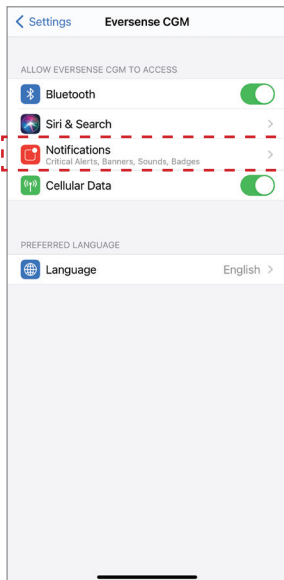 Settings
Eversense CGM
ALLOW EVERSENSE CGM TO ACCESS
Bluetooth
Siri & Search
Notifications
Critical Alerts, Banners, Sounds, Badges
Cellular Data
PREFERRED LANGUAGE
Language
English